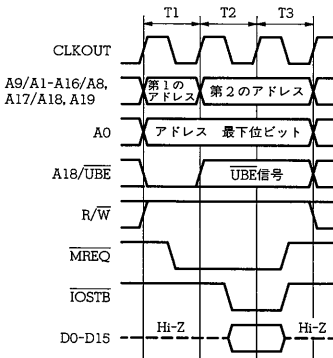 T1 T2 T3
CLKOUT
A9/A1-A16/A8,
A17/A18, A19
第1の
アドレス
第2のアドレス
A0
アドレス 最下位ビット
A18/UBE
UBE信号
R/W
MREQ
IOSTB
D0-D15
Hi-Z
Hi-Z